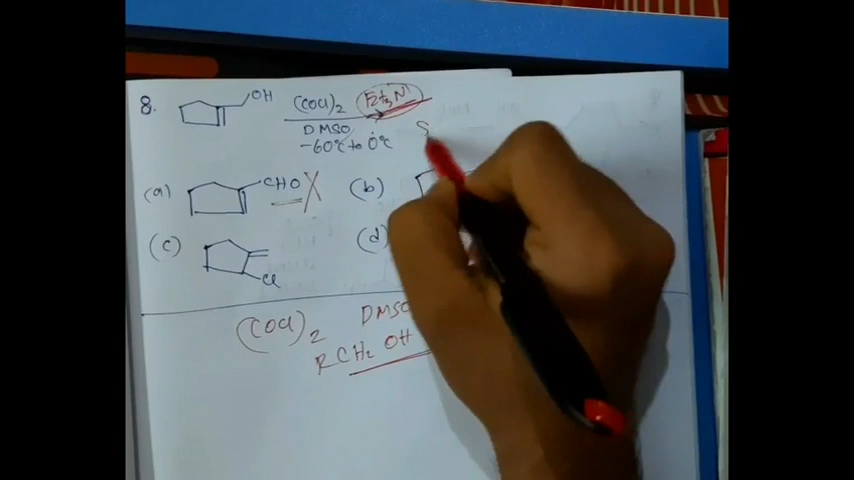 8. OH (COCl)₂ Et₃N
DMSO
-60°C to 0°C S
(a) CHO X (b)
(c) Cl (d)
(COCl)₂ DMSO
RCH₂ OH